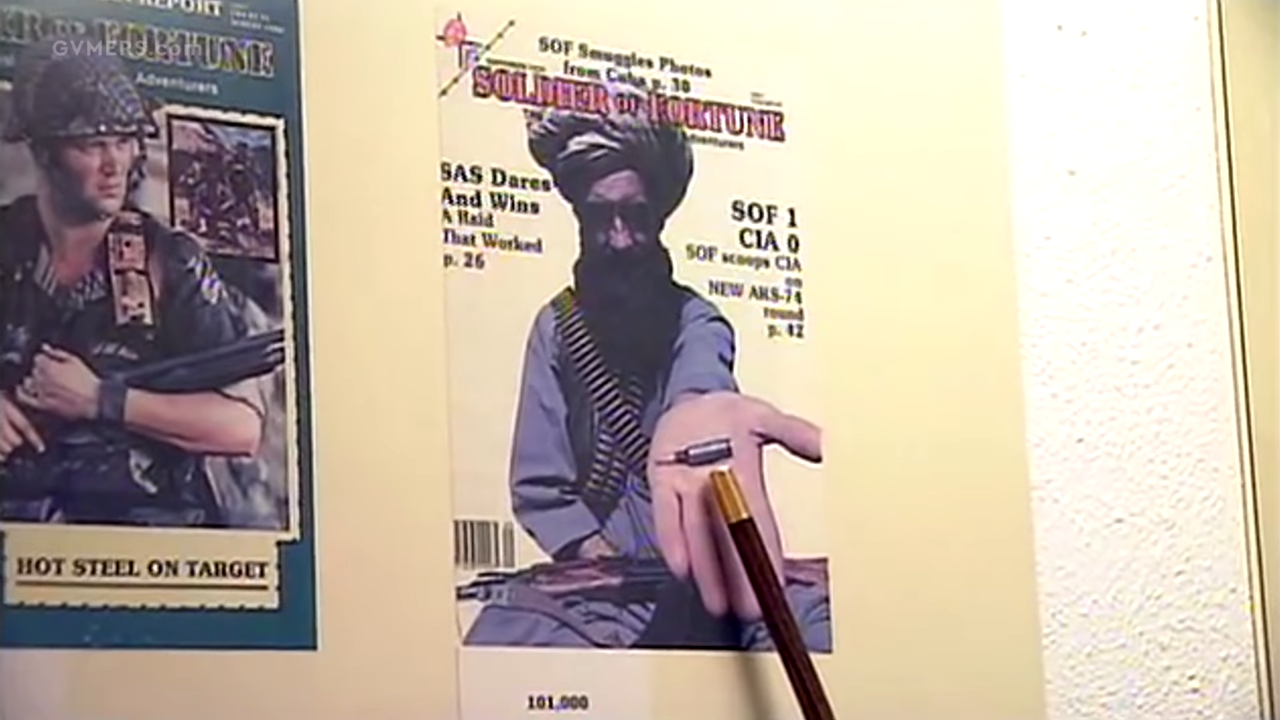 REPORT
GVMERS.com
OF FORTUNE
Adventurers
HOT STEEL ON TARGET
SOF Smuggles Photos
from Cuba p. 30
SOLDIER OF FORTUNE
Adventurers
SAS Dares
And Wins
A Raid
That Worked
p. 26
SOF 1
CIA 0
SOF scoops CIA
on
NEW AKS-74
round
p. 42
101,000